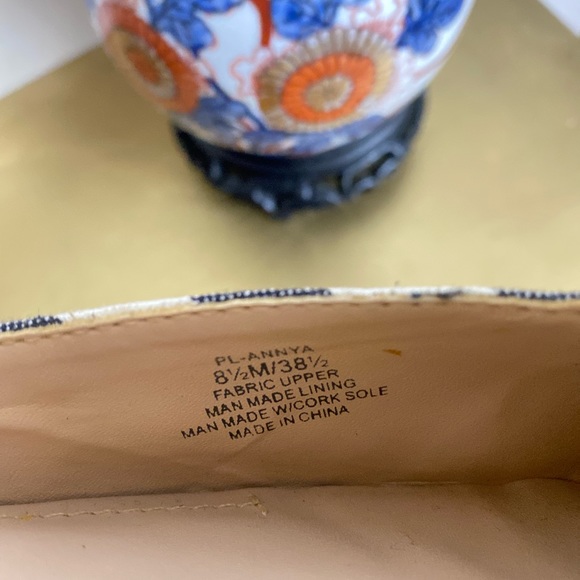 PL-ANNYA
8½M/38½
FABRIC UPPER
MAN MADE LINING
MAN MADE W/CORK SOLE
MADE IN CHINA